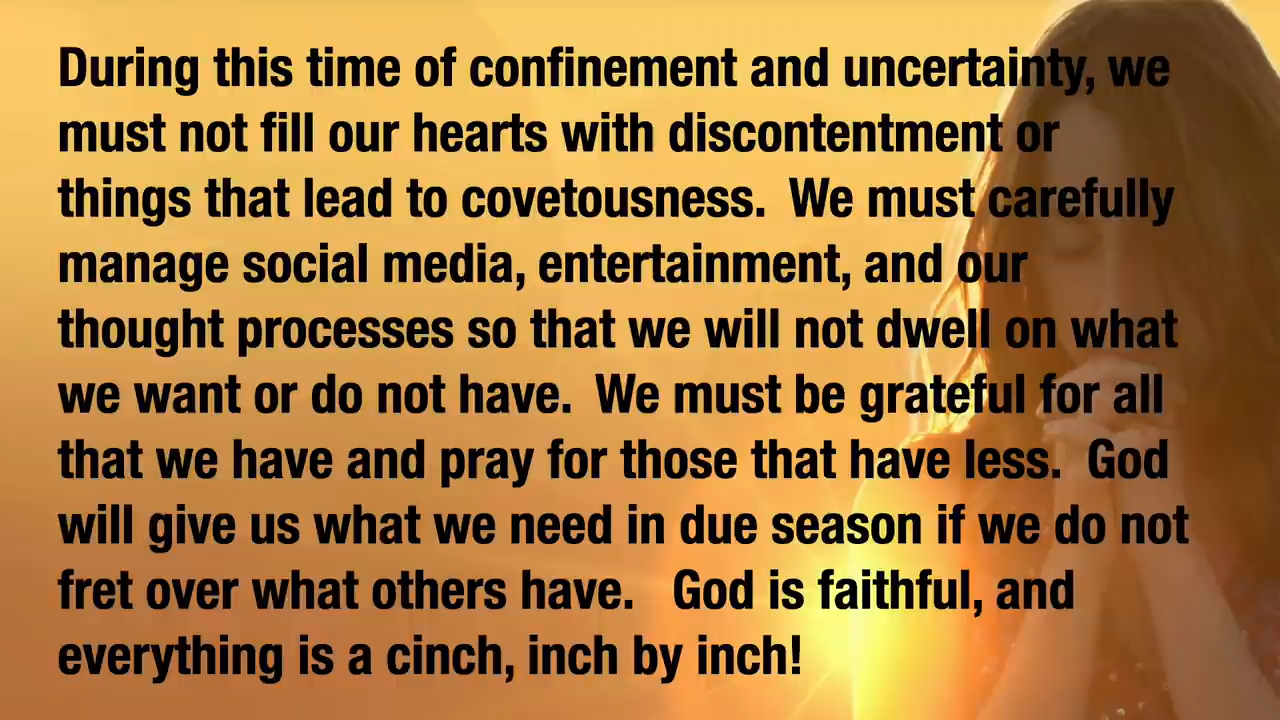 During this time of confinement and uncertainty, we
must not fill our hearts with discontentment or
things that lead to covetousness.  We must carefully
manage social media, entertainment, and our
thought processes so that we will not dwell on what
we want or do not have.  We must be grateful for all
that we have and pray for those that have less.  God
will give us what we need in due season if we do not
fret over what others have.   God is faithful, and
everything is a cinch, inch by inch!